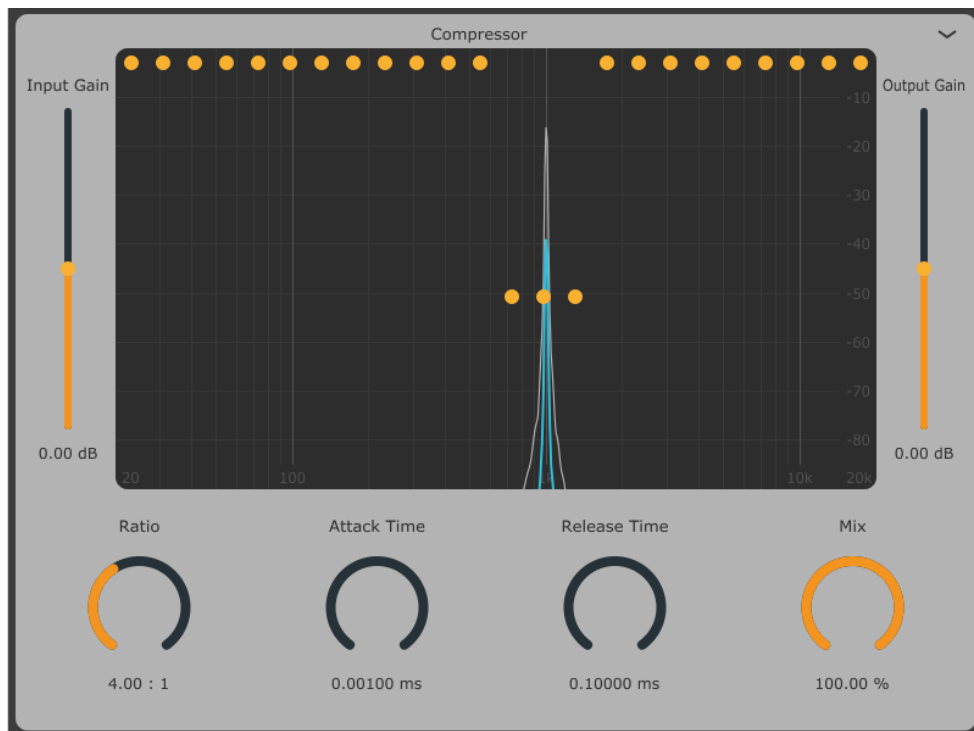 Compressor
Input Gain
Output Gain
-10
-20
-30
-40
-50
-60
-70
-80
20 100 1k 10k 20k
0.00 dB
0.00 dB
Ratio Attack Time Release Time Mix
4.00 : 1 0.00100 ms 0.10000 ms 100.00 %